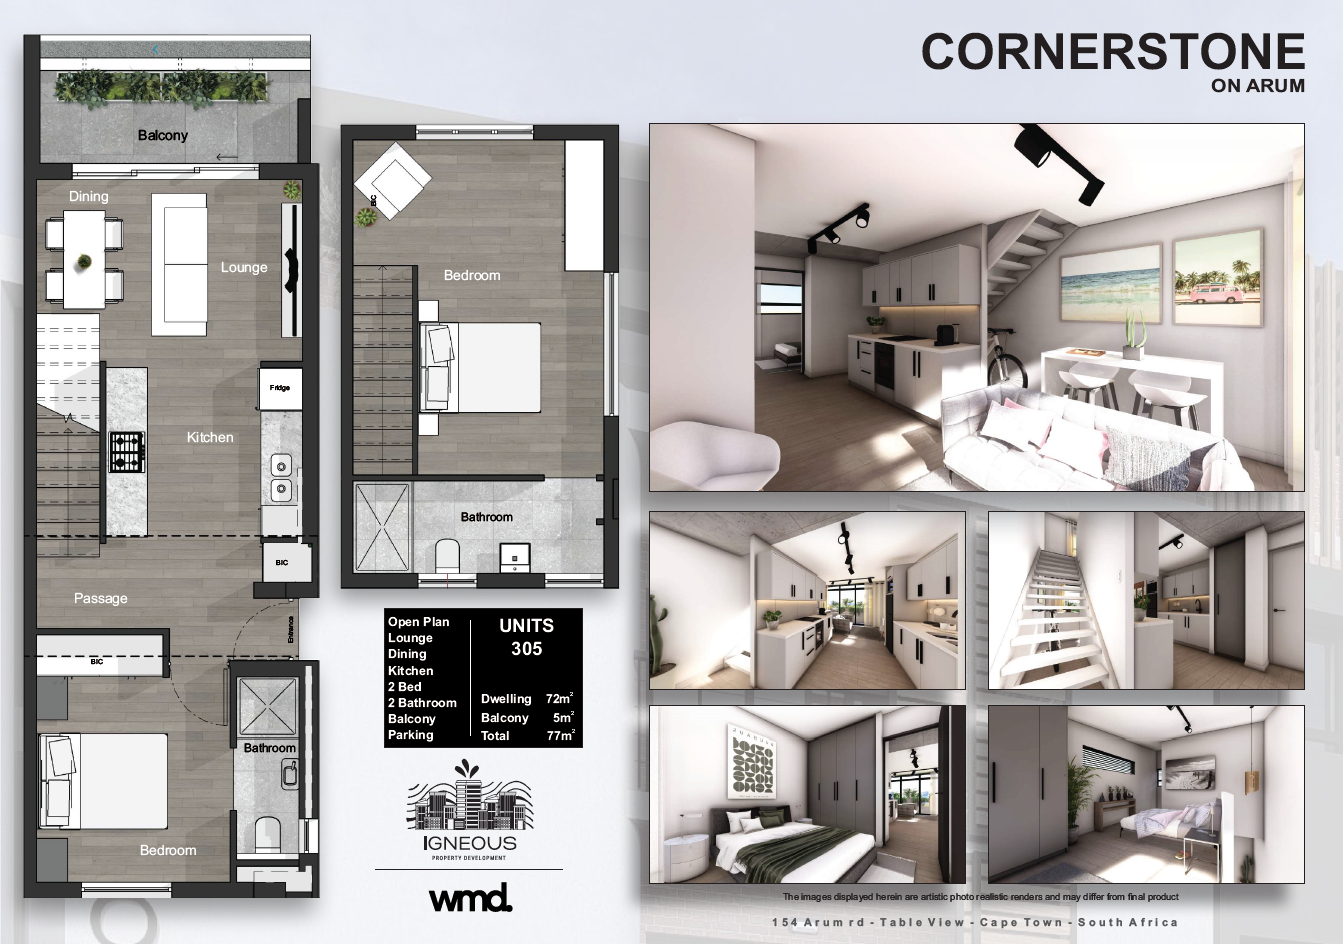 CORNERSTONE
ON ARUM
Balcony
Dining
Lounge
Fridge
Kitchen
BIC
Passage
Entrance
BIC
Bathroom
Bedroom
BIC
Bedroom
Bathroom
Open Plan
Lounge
Dining
Kitchen
2 Bed
2 Bathroom
Balcony
Parking
UNITS
305
Dwelling 72m²
Balcony 5m²
Total 77m²
IGNEOUS
PROPERTY DEVELOPMENT
wmd.
The images displayed herein are artistic photo realistic renders and may differ from final product
154 Arum rd - Table View - Cape Town - South Africa